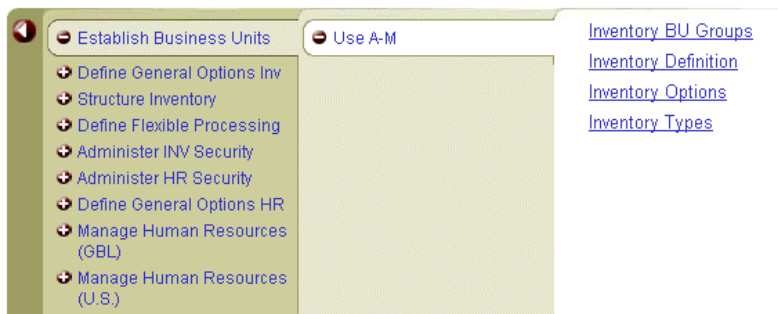 Establish Business Units
Define General Options Inv
Structure Inventory
Define Flexible Processing
Administer INV Security
Administer HR Security
Define General Options HR
Manage Human Resources
(GBL)
Manage Human Resources
(U.S.)
Use A-M
Inventory BU Groups
Inventory Definition
Inventory Options
Inventory Types